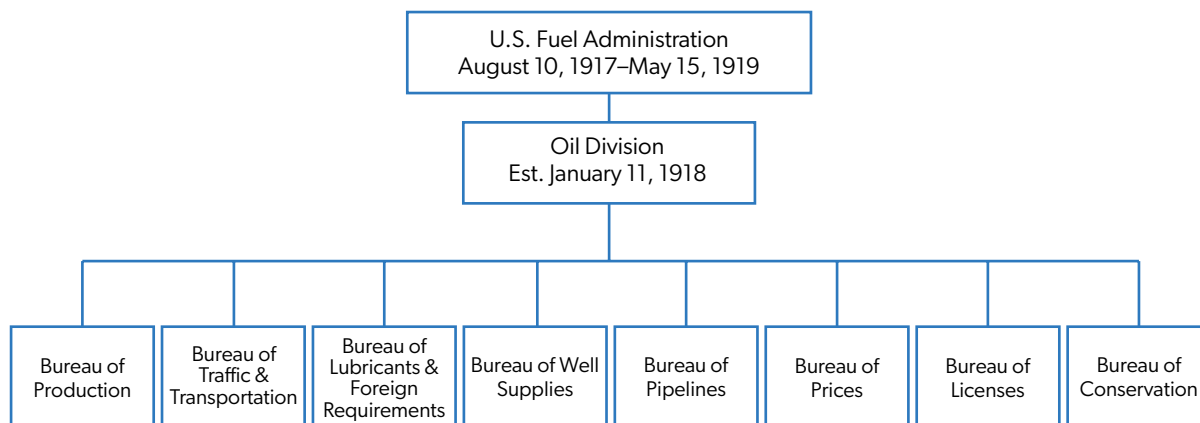 U.S. Fuel Administration
August 10, 1917–May 15, 1919
Oil Division
Est. January 11, 1918
Bureau of
Production
Bureau of
Traffic &
Transportation
Bureau of
Lubricants &
Foreign
Requirements
Bureau of Well
Supplies
Bureau of
Pipelines
Bureau of
Prices
Bureau of
Licenses
Bureau of
Conservation